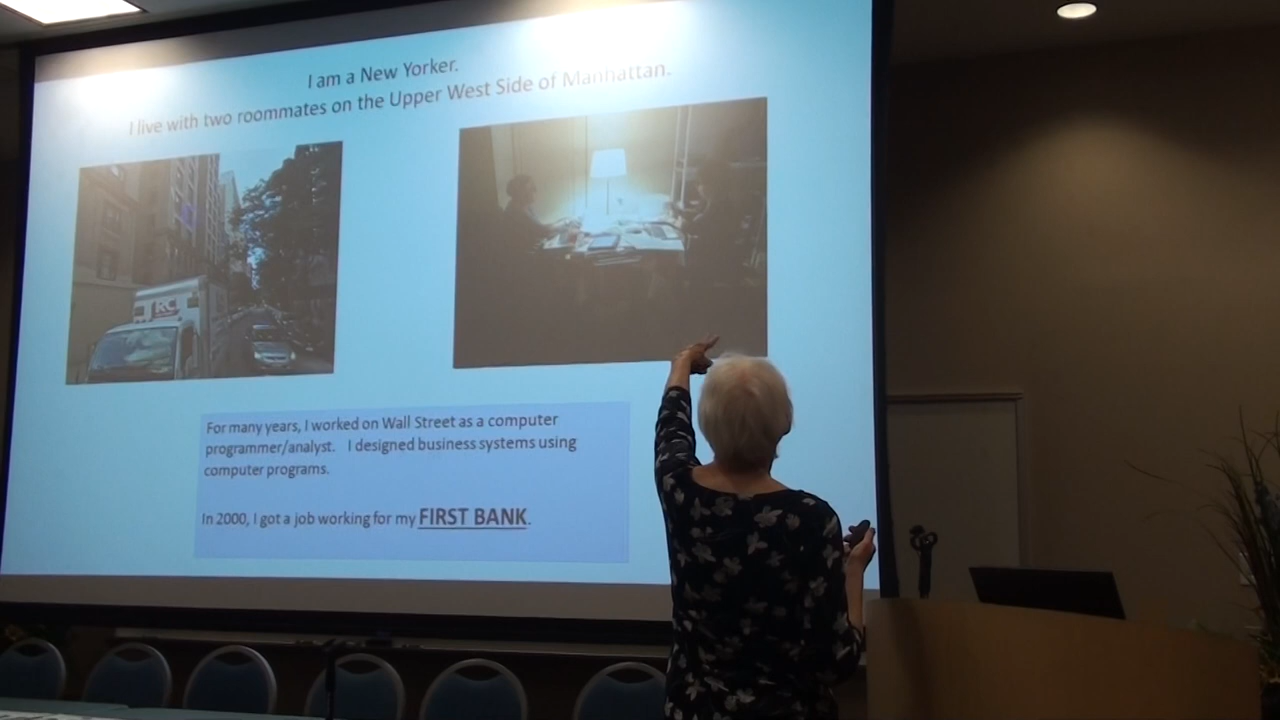 I am a New Yorker.
I live with two roommates on the Upper West Side of Manhattan.
RC
For many years, I worked on Wall Street as a computer
programmer/analyst. I designed business systems using
computer programs.
In 2000, I got a job working for my FIRST BANK.